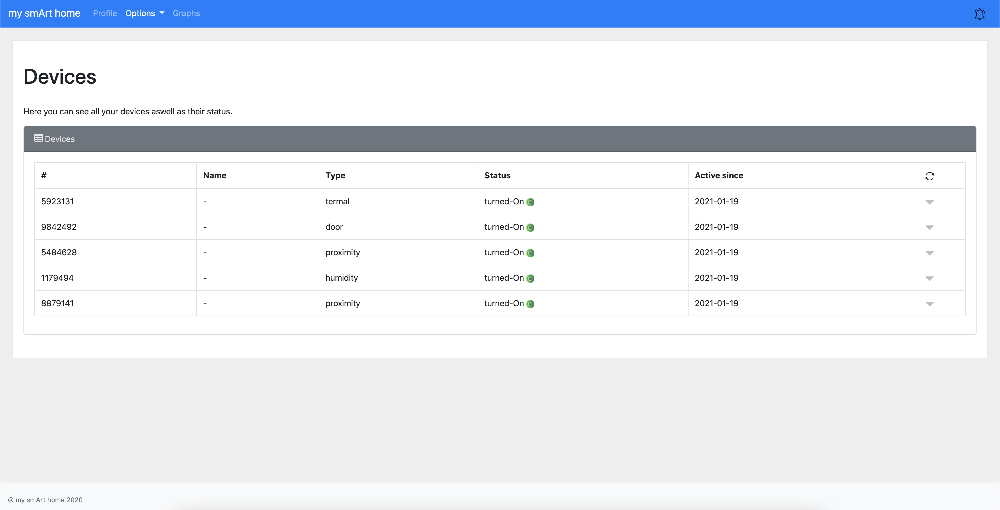 my smArt home Profile Options Graphs
Devices
Here you can see all your devices aswell as their status.
Devices
# Name Type Status Active since
5923131 - termal turned-On 2021-01-19
9842492 - door turned-On 2021-01-19
5484628 - proximity turned-On 2021-01-19
1179494 - humidity turned-On 2021-01-19
8879141 - proximity turned-On 2021-01-19
© my smArt home 2020